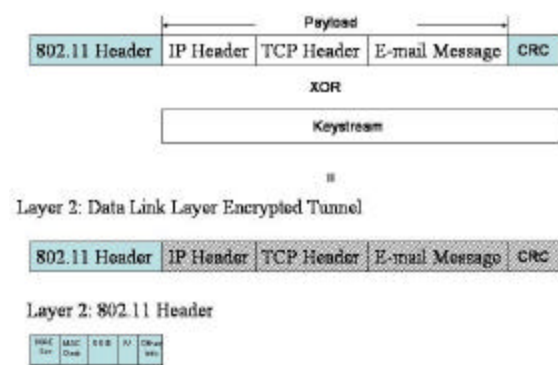 Payload
802.11 Header IP Header TCP Header E-mail Message CRC
XOR
Keystream
=
Layer 2: Data Link Layer Encrypted Tunnel
802.11 Header IP Header TCP Header E-mail Message CRC
Layer 2: 802.11 Header
MAC MAC IV Other
Info